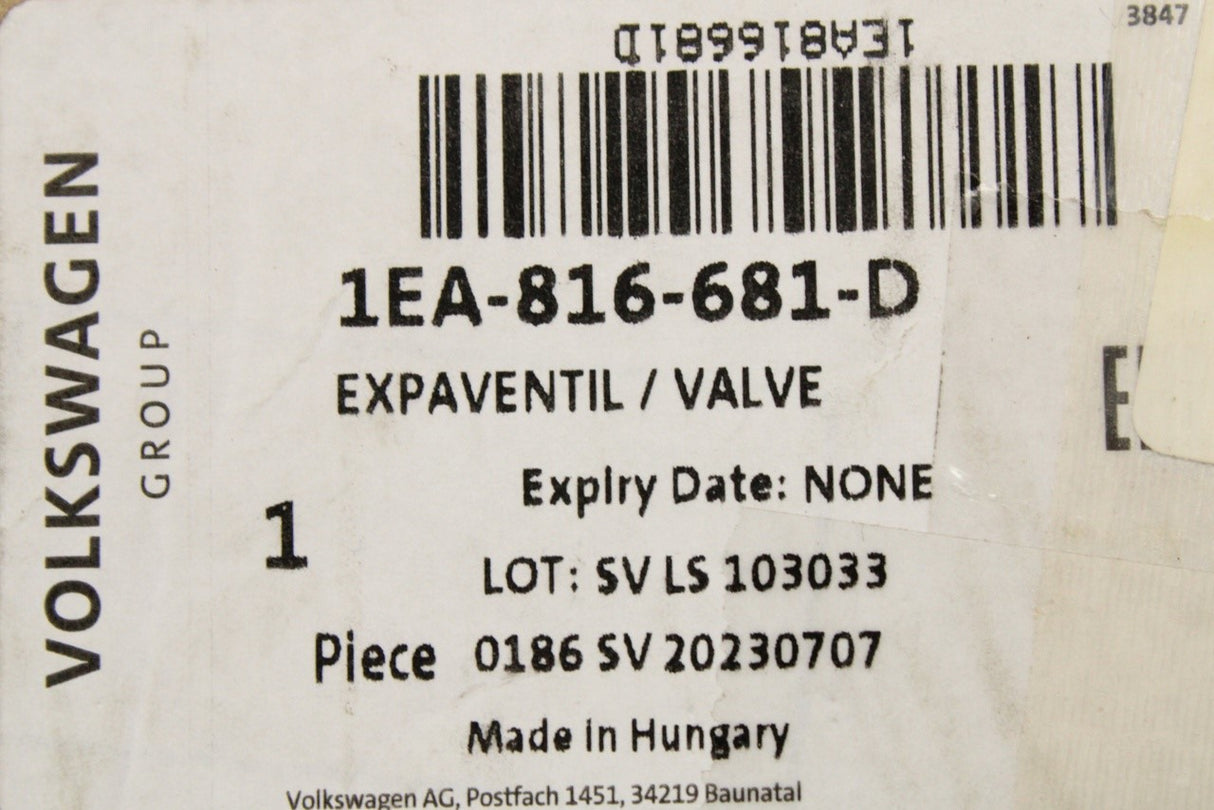 3847
1EA816681D
VOLKSWAGEN
GROUP
1EA-816-681-D
EXPAVENTIL / VALVE
Expiry Date: NONE
1
LOT: SV LS 103033
Piece 0186 SV 20230707
Made in Hungary
Volkswagen AG, Postfach 1451, 34219 Baunatal